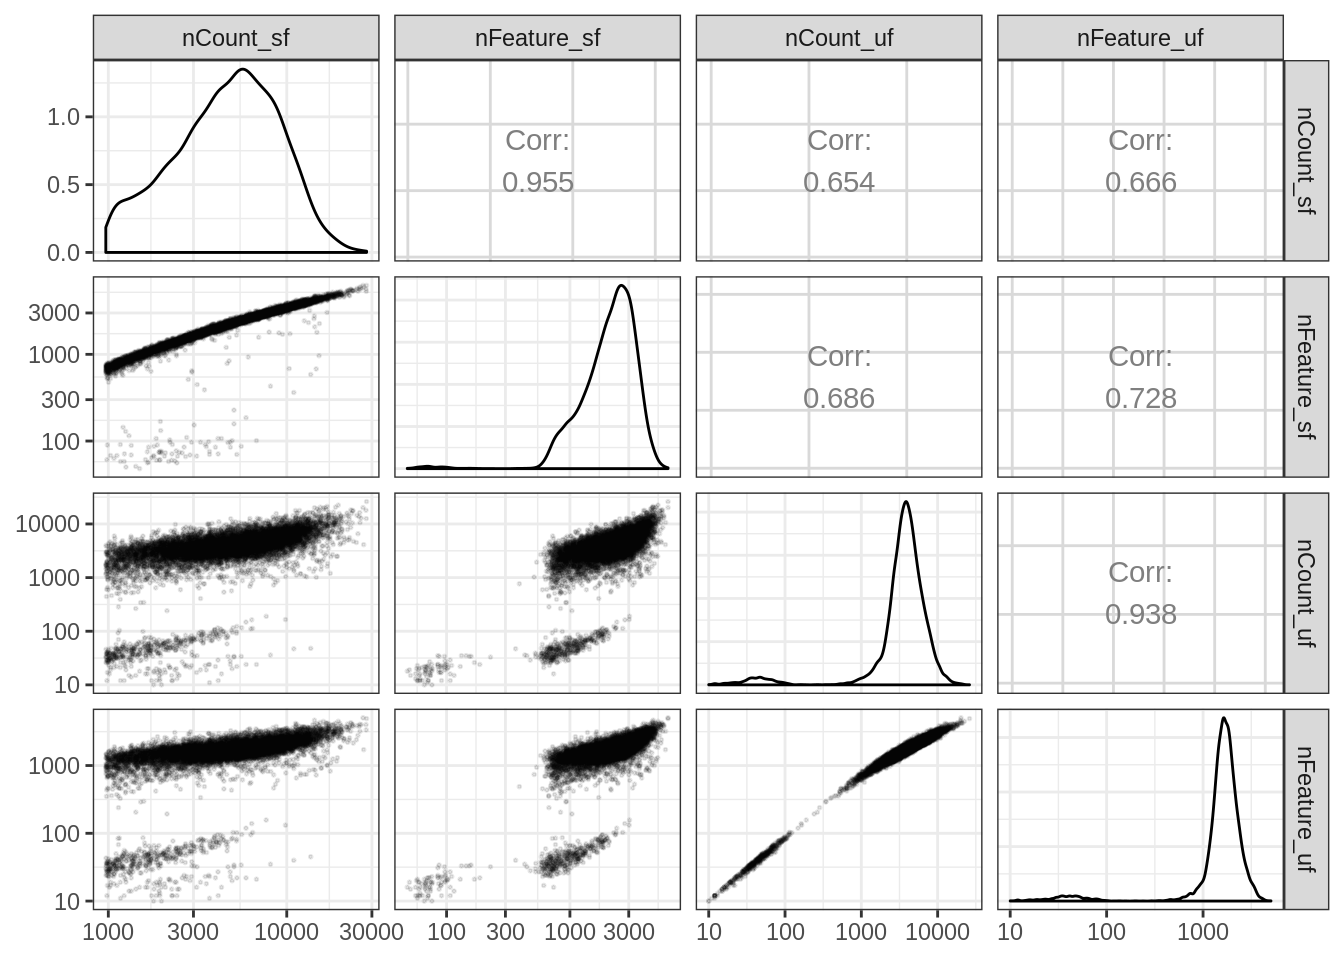 nCount_sf nFeature_sf nCount_uf nFeature_uf
1.0
0.5
0.0
Corr:
0.955
Corr:
0.654
Corr:
0.666
nCount_sf
3000
1000
300
100
Corr:
0.686
Corr:
0.728
nFeature_sf
10000
1000
100
10
Corr:
0.938
nCount_uf
1000
100
10
nFeature_uf
1000 3000 10000 30000 100 300 1000 3000 10 100 1000 10000 10 100 1000